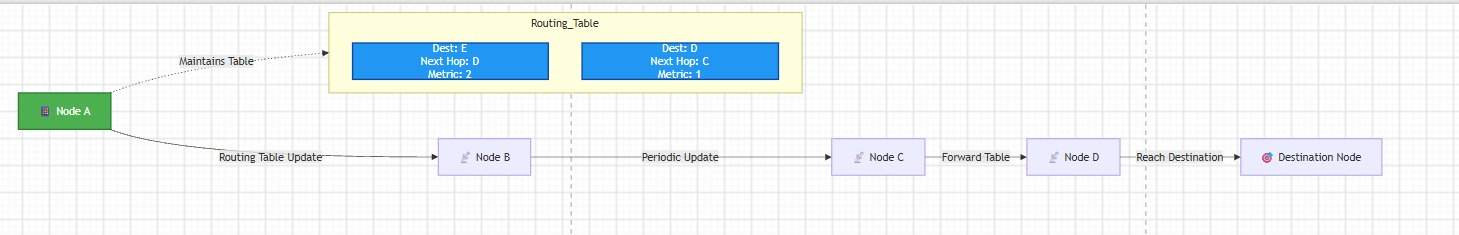 Routing_Table
Dest: E
Next Hop: D
Metric: 2
Dest: D
Next Hop: C
Metric: 1
Maintains Table
Node A
Routing Table Update
Node B
Periodic Update
Node C
Forward Table
Node D
Reach Destination
Destination Node